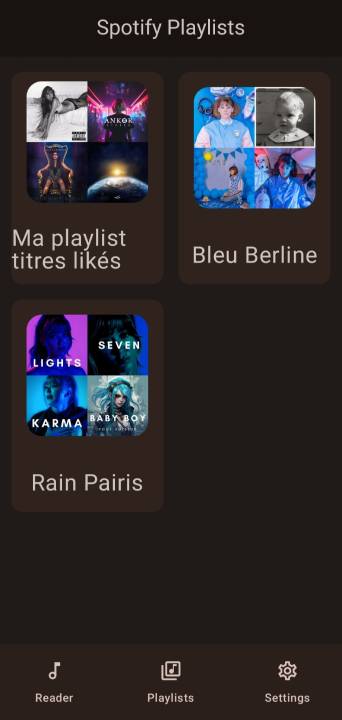 Spotify Playlists
ANKOR
Ma playlist
titres likés
Bleu Berline
LIGHTS
SEVEN
KARMA
BABY BOY
Rain Pairis
Reader
Playlists
Settings